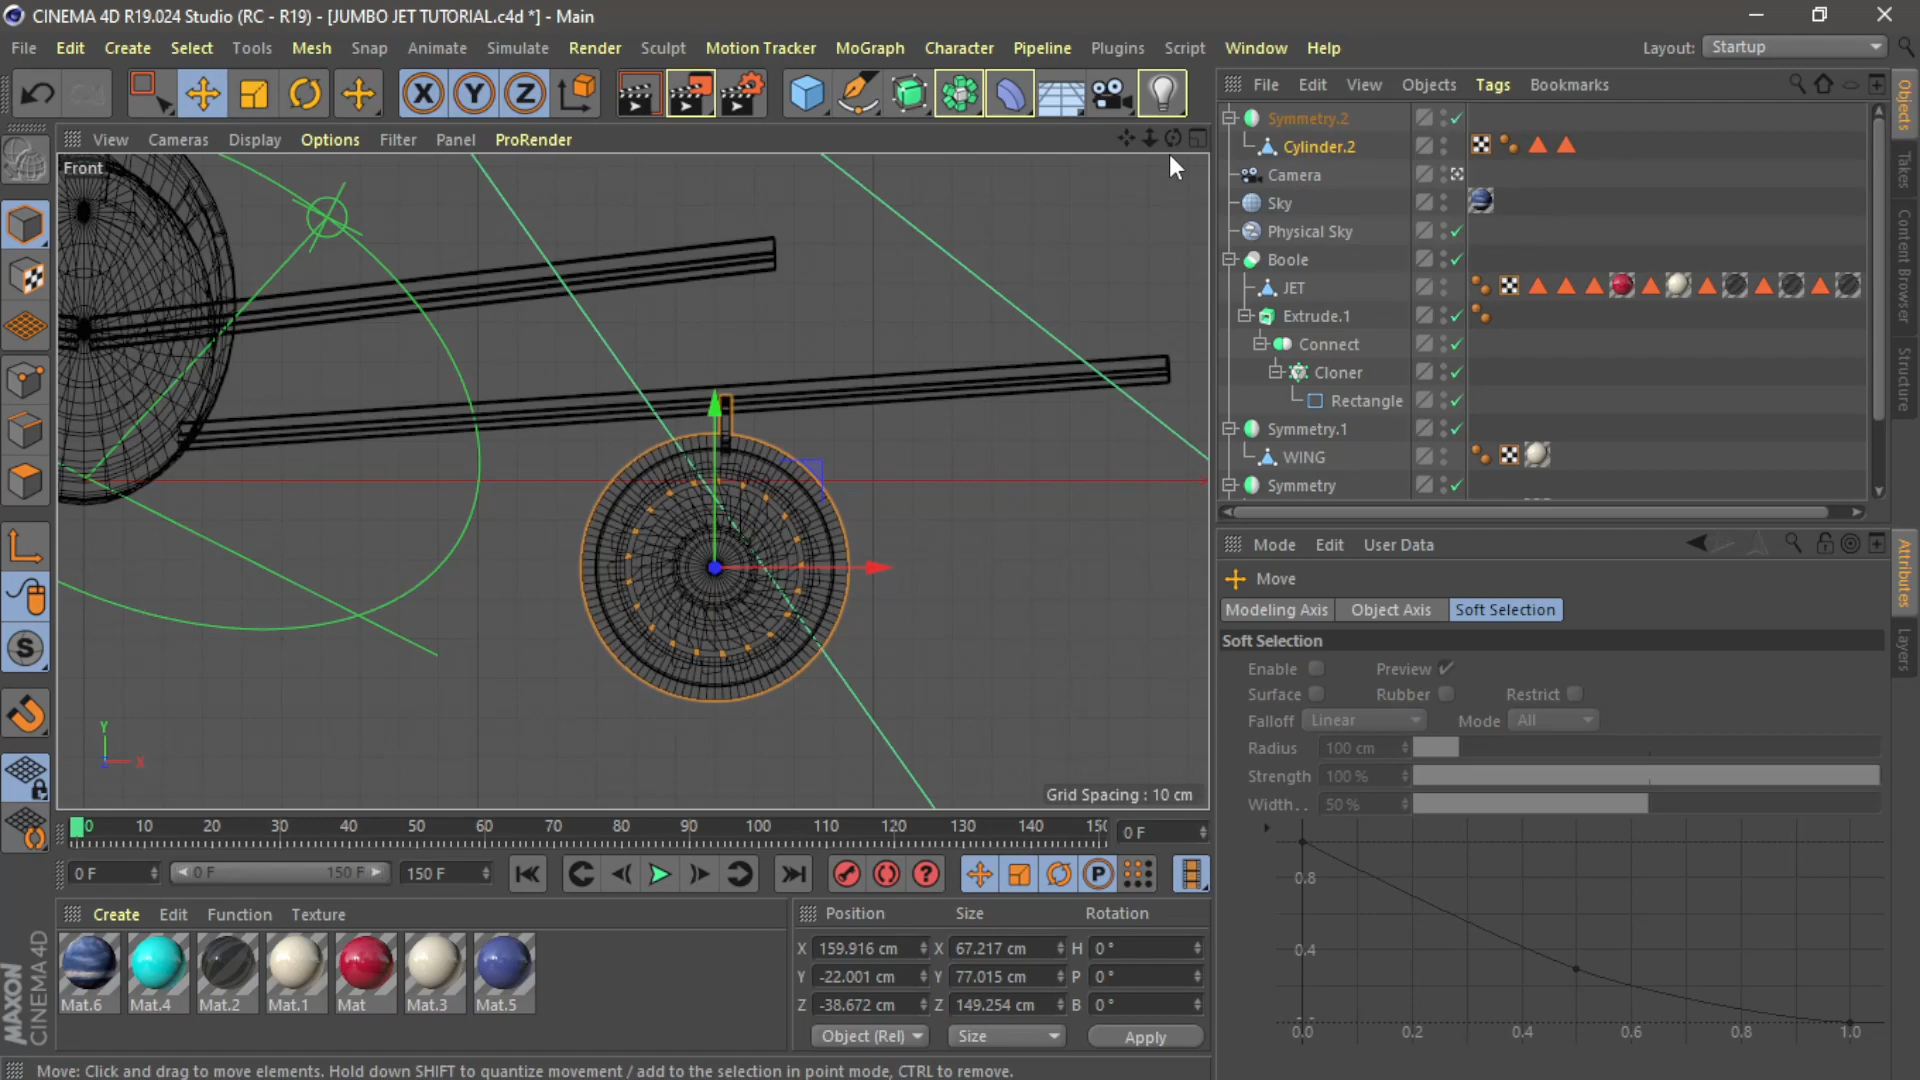 CINEMA 4D R19.024 Studio (RC - R19) - [JUMBO JET TUTORIAL.c4d *] - Main
File Edit Create Select Tools Mesh Snap Animate Simulate Render Sculpt Motion Tracker MoGraph Character Pipeline Plugins Script Window Help
Layout: Startup
File Edit View Objects Tags Bookmarks
View Cameras Display Options Filter Panel ProRender
Front
Symmetry.2
Cylinder.2
Camera
Sky
Physical Sky
Boole
JET
Extrude.1
Connect
Cloner
Rectangle
Symmetry.1
WING
Symmetry
Objects
Takes
Content Browser
Structure
Mode Edit User Data
Move
Modeling Axis Object Axis Soft Selection
Soft Selection
Enable Preview
Surface Rubber Restrict
Falloff Linear Mode All
Radius 100 cm
Strength 100 %
Width.. 50 %
0.8
0.4
0.0 0.2 0.4 0.6 0.8 1.0
Attributes
Layers
Y
X
Z
Grid Spacing : 10 cm
0 10 20 30 40 50 60 70 80 90 100 110 120 130 140 0 F
0 F 0 F 150 F 150 F
Create Edit Function Texture
Mat.6 Mat.4 Mat.2 Mat.1 Mat Mat.3 Mat.5
Position Size Rotation
X 159.916 cm X 67.217 cm H 0 °
Y -22.001 cm Y 77.015 cm P 0 °
Z -38.672 cm Z 149.254 cm B 0 °
Object (Rel) Size Apply
MAXON
CINEMA 4D
Move: Click and drag to move elements. Hold down SHIFT to quantize movement / add to the selection in point mode, CTRL to remove.